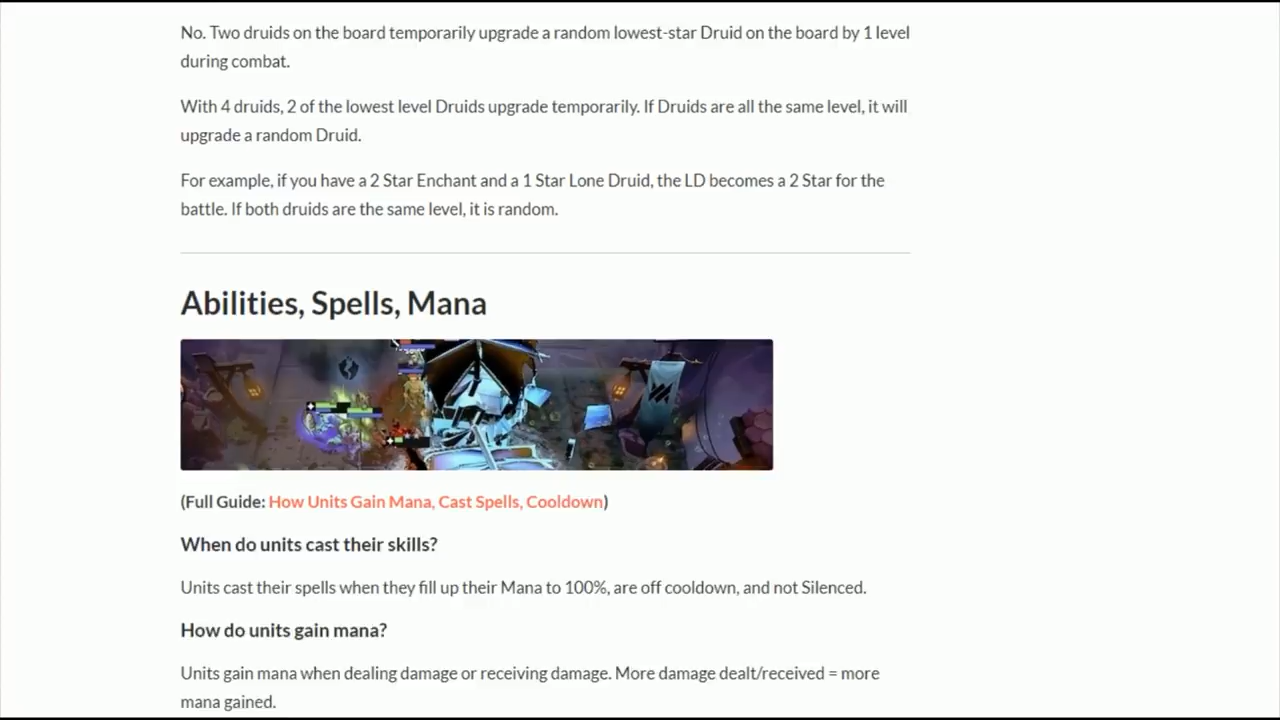 No. Two druids on the board temporarily upgrade a random lowest-star Druid on the board by 1 level
during combat.
With 4 druids, 2 of the lowest level Druids upgrade temporarily. If Druids are all the same level, it will
upgrade a random Druid.
For example, if you have a 2 Star Enchant and a 1 Star Lone Druid, the LD becomes a 2 Star for the
battle. If both druids are the same level, it is random.
Abilities, Spells, Mana
(Full Guide: How Units Gain Mana, Cast Spells, Cooldown)
When do units cast their skills?
Units cast their spells when they fill up their Mana to 100%, are off cooldown, and not Silenced.
How do units gain mana?
Units gain mana when dealing damage or receiving damage. More damage dealt/received = more
mana gained.